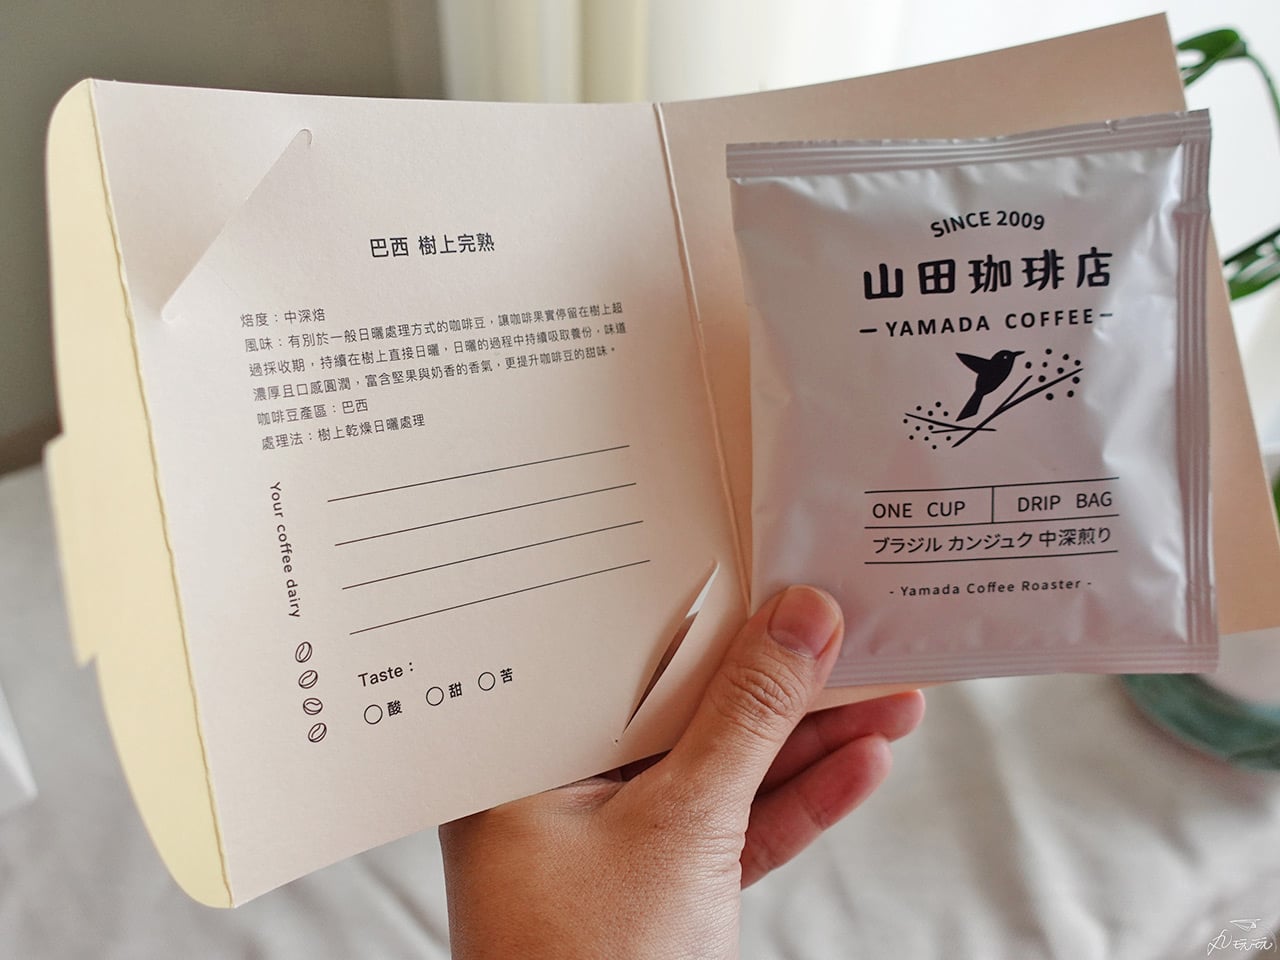 巴西 樹上完熟
焙度：中深焙
風味：有別於一般日曬處理方式的咖啡豆，讓咖啡果實停留在樹上超
過採收期，持續在樹上直接日曬，日曬的過程中持續吸取養份，味道
濃厚且口感圓潤，富含堅果與奶香的香氣，更提升咖啡豆的甜味。
咖啡豆產區：巴西
處理法：樹上乾燥日曬處理
Your coffee dairy
Taste：
酸 甜 苦
SINCE 2009
山田珈琲店
YAMADA COFFEE
ONE CUP DRIP BAG
ブラジル カンジュク 中深煎り
- Yamada Coffee Roaster -